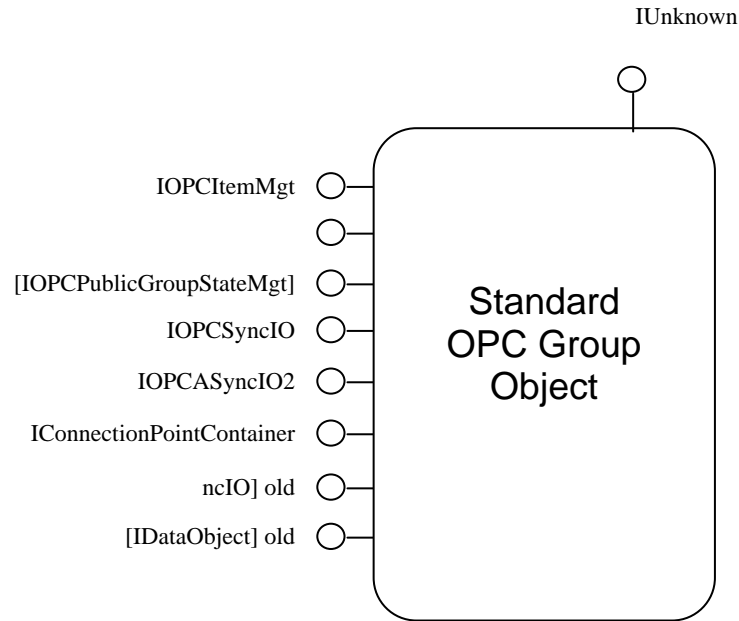 IUnknown
IOPCItemMgt
[IOPCPublicGroupStateMgt]
IOPCSyncIO
IOPCASyncIO2
IConnectionPointContainer
ncIO] old
[IDataObject] old
Standard
OPC Group
Object